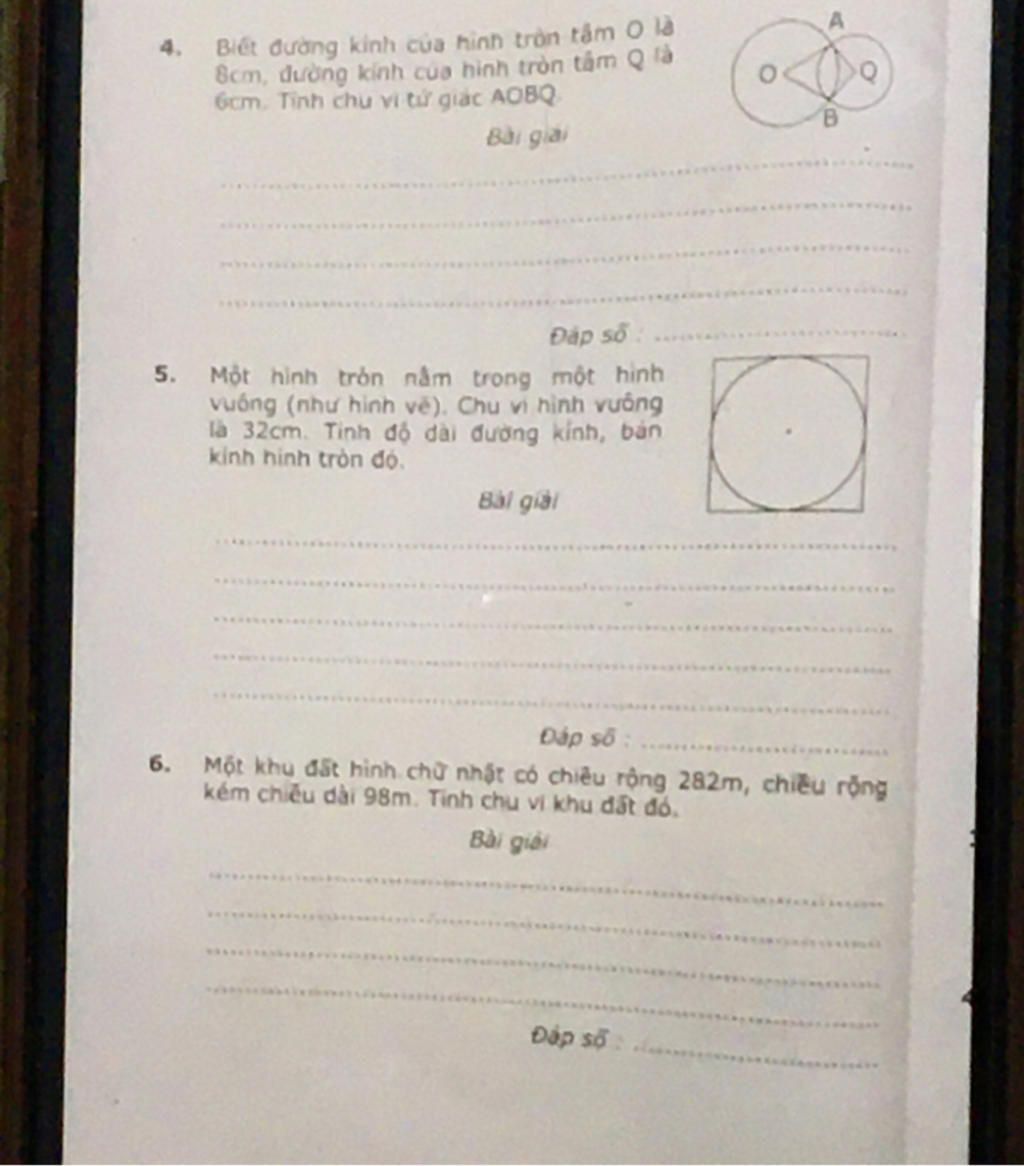 4. Biết đường kính của hình tròn tâm O là
8cm, đường kính của hình tròn tâm Q là
6cm. Tính chu vi tứ giác AOBQ.
A
O
Q
B
Bài giải
Đáp số :
5. Một hình tròn nằm trong một hình
vuông (như hình vẽ). Chu vi hình vuông
là 32cm. Tính độ dài đường kính, bán
kính hình tròn đó.
Bài giải
Đáp số :
6. Một khu đất hình chữ nhật có chiều rộng 282m, chiều rộng
kém chiều dài 98m. Tính chu vi khu đất đó.
Bài giải
Đáp số :